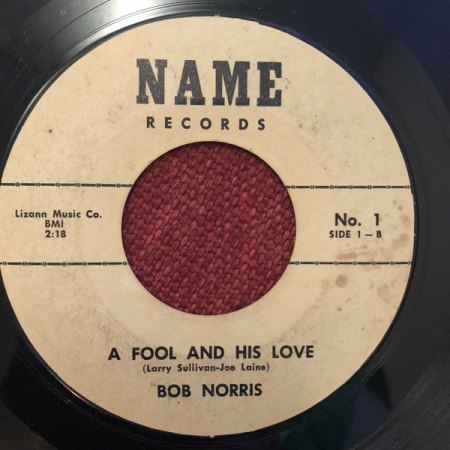 NAME
RECORDS
Lizann Music Co.
BMI
2:18
No. 1
SIDE 1 – B
A FOOL AND HIS LOVE
(Larry Sullivan-Joe Laine)
BOB NORRIS